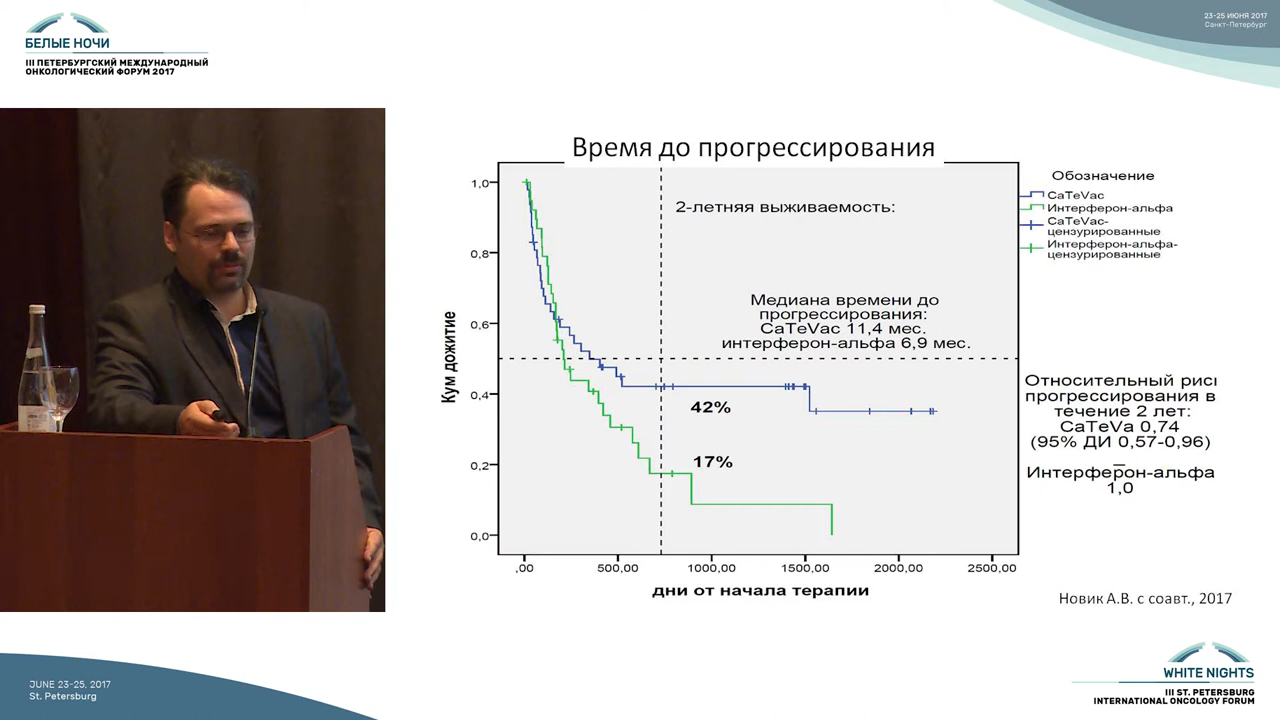 БЕЛЫЕ НОЧИ
III ПЕТЕРБУРГСКИЙ МЕЖДУНАРОДНЫЙ
ОНКОЛОГИЧЕСКИЙ ФОРУМ 2017
23-25 ИЮНЯ 2017
Санкт-Петербург
Время до прогрессирования
Кум дожитие
1,0
0,8
0,6
0,4
0,2
0,0
2-летняя выживаемость:
Медиана времени до
прогрессирования:
CaTeVac 11,4 мес.
интерферон-альфа 6,9 мес.
42%
17%
,00
500,00
1000,00
1500,00
2000,00
2500,00
дни от начала терапии
Обозначение
CaTeVac
Интерферон-альфа
CaTeVac-
цензурированные
Интерферон-альфа-
цензурированные
Относительный рис
прогрессирования в
течение 2 лет:
CaTeVa 0,74
(95% ДИ 0,57-0,96)
Интерферон-альфа
1,0
Новик А.В. с соавт., 2017
JUNE 23-25, 2017
St. Petersburg
WHITE NIGHTS
III ST. PETERSBURG
INTERNATIONAL ONCOLOGY FORUM